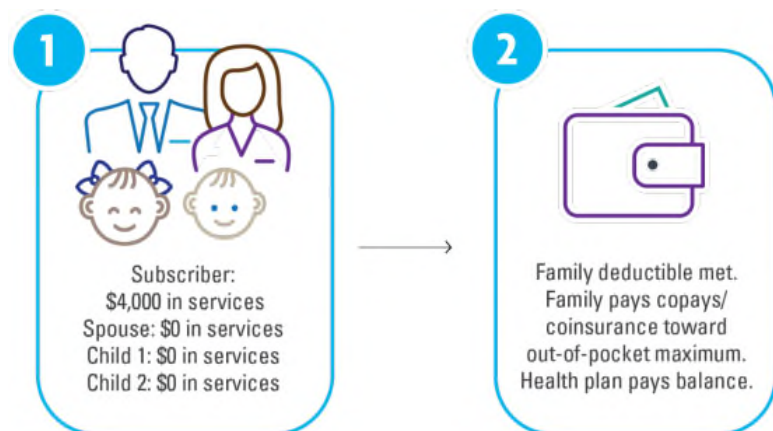 1
Subscriber:
$4,000 in services
Spouse: $0 in services
Child 1: $0 in services
Child 2: $0 in services
2
Family deductible met.
Family pays copays/
coinsurance toward
out-of-pocket maximum.
Health plan pays balance.